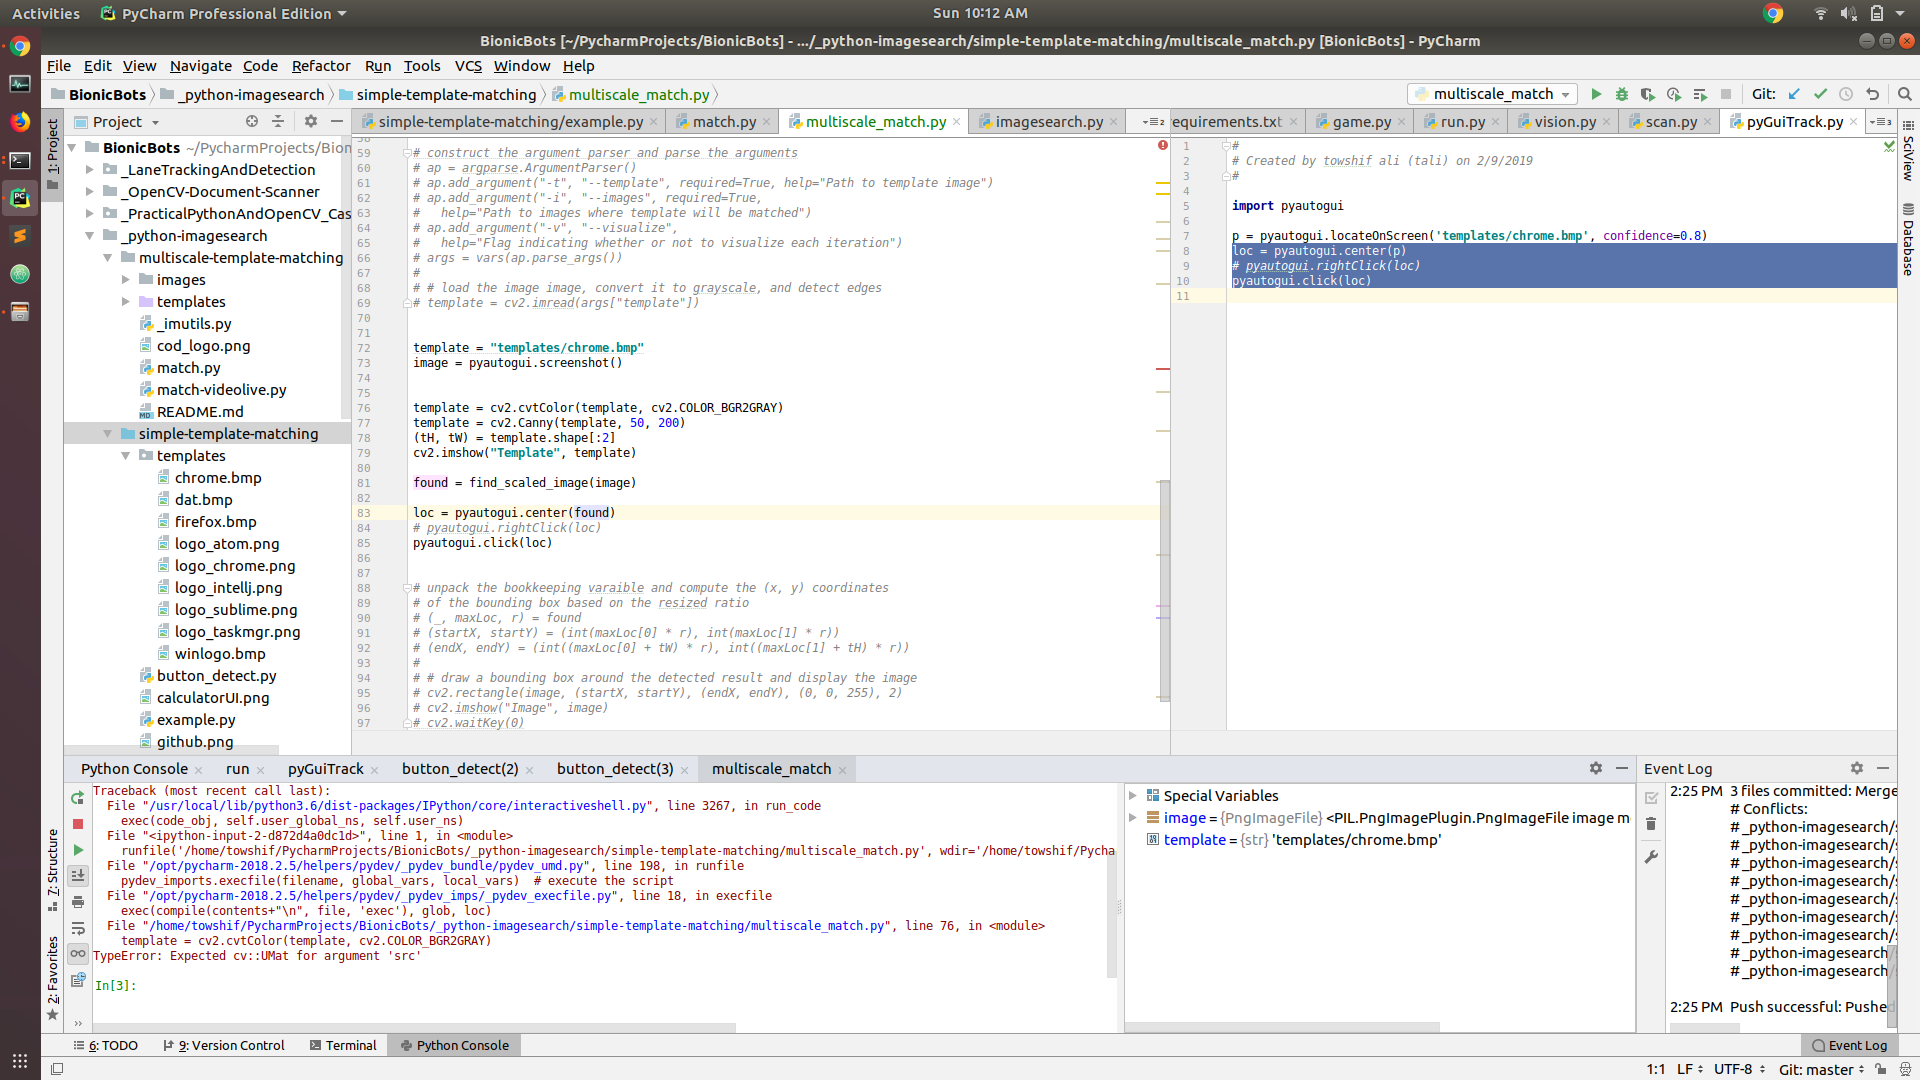 Activities
PyCharm Professional Edition
Sun 10:12 AM
BionicBots [~/PycharmProjects/BionicBots] - .../_python-imagesearch/simple-template-matching/multiscale_match.py [BionicBots] - PyCharm
File Edit View Navigate Code Refactor Run Tools VCS Window Help
BionicBots _python-imagesearch simple-template-matching multiscale_match.py
multiscale_match
Git:
1: Project
7: Structure
2: Favorites
Project
BionicBots ~/PycharmProjects/Bion
_LaneTrackingAndDetection
_OpenCV-Document-Scanner
_PracticalPythonAndOpenCV_Cas
_python-imagesearch
multiscale-template-matching
images
templates
_imutils.py
cod_logo.png
match.py
match-videolive.py
README.md
simple-template-matching
templates
chrome.bmp
dat.bmp
firefox.bmp
logo_atom.png
logo_chrome.png
logo_intellj.png
logo_sublime.png
logo_taskmgr.png
winlogo.bmp
button_detect.py
calculatorUI.png
example.py
github.png
simple-template-matching/example.py match.py multiscale_match.py imagesearch.py
59 # construct the argument parser and parse the arguments
60 # ap = argparse.ArgumentParser()
61 # ap.add_argument("-t", "--template", required=True, help="Path to template image")
62 # ap.add_argument("-i", "--images", required=True,
63 #   help="Path to images where template will be matched")
64 # ap.add_argument("-v", "--visualize",
65 #   help="Flag indicating whether or not to visualize each iteration")
66 # args = vars(ap.parse_args())
67 #
68 # # load the image image, convert it to grayscale, and detect edges
69 # template = cv2.imread(args["template"])
70
71
72 template = "templates/chrome.bmp"
73 image = pyautogui.screenshot()
74
75
76 template = cv2.cvtColor(template, cv2.COLOR_BGR2GRAY)
77 template = cv2.Canny(template, 50, 200)
78 (tH, tW) = template.shape[:2]
79 cv2.imshow("Template", template)
80
81 found = find_scaled_image(image)
82
83 loc = pyautogui.center(found)
84 # pyautogui.rightClick(loc)
85 pyautogui.click(loc)
86
87
88 # unpack the bookkeeping varaible and compute the (x, y) coordinates
89 # of the bounding box based on the resized ratio
90 # (_, maxLoc, r) = found
91 # (startX, startY) = (int(maxLoc[0] * r), int(maxLoc[1] * r))
92 # (endX, endY) = (int((maxLoc[0] + tW) * r), int((maxLoc[1] + tH) * r))
93 #
94 # # draw a bounding box around the detected result and display the image
95 # cv2.rectangle(image, (startX, startY), (endX, endY), (0, 0, 255), 2)
96 # cv2.imshow("Image", image)
97 # cv2.waitKey(0)
equirements.txt game.py run.py vision.py scan.py pyGuiTrack.py
1 #
2 # Created by towshif ali (tali) on 2/9/2019
3 #
4
5 import pyautogui
6
7 p = pyautogui.locateOnScreen('templates/chrome.bmp', confidence=0.8)
8 loc = pyautogui.center(p)
9 # pyautogui.rightClick(loc)
10 pyautogui.click(loc)
11
SciView
Database
Python Console run pyGuiTrack button_detect(2) button_detect(3) multiscale_match
Traceback (most recent call last):
File "/usr/local/lib/python3.6/dist-packages/IPython/core/interactiveshell.py", line 3267, in run_code
exec(code_obj, self.user_global_ns, self.user_ns)
File "<ipython-input-2-d872d4a0dc1d>", line 1, in <module>
runfile('/home/towshif/PycharmProjects/BionicBots/_python-imagesearch/simple-template-matching/multiscale_match.py', wdir='/home/towshif/Pycha
File "/opt/pycharm-2018.2.5/helpers/pydev/_pydev_bundle/pydev_umd.py", line 198, in runfile
pydev_imports.execfile(filename, global_vars, local_vars)  # execute the script
File "/opt/pycharm-2018.2.5/helpers/pydev/_pydev_imps/_pydev_execfile.py", line 18, in execfile
exec(compile(contents+"\n", file, 'exec'), glob, loc)
File "/home/towshif/PycharmProjects/BionicBots/_python-imagesearch/simple-template-matching/multiscale_match.py", line 76, in <module>
template = cv2.cvtColor(template, cv2.COLOR_BGR2GRAY)
TypeError: Expected cv::UMat for argument 'src'
In[3]:
Special Variables
image = {PngImageFile} <PIL.PngImagePlugin.PngImageFile image m
template = {str} 'templates/chrome.bmp'
Event Log
2:25 PM 3 files committed: Merge
# Conflicts:
# _python-imagesearch/s
# _python-imagesearch/s
# _python-imagesearch/s
# _python-imagesearch/s
# _python-imagesearch/s
# _python-imagesearch/s
# _python-imagesearch/s
# _python-imagesearch/s
# _python-imagesearch/s
2:25 PM Push successful: Pushed
6: TODO 9: Version Control Terminal Python Console Event Log
1:1 LF UTF-8 Git: master